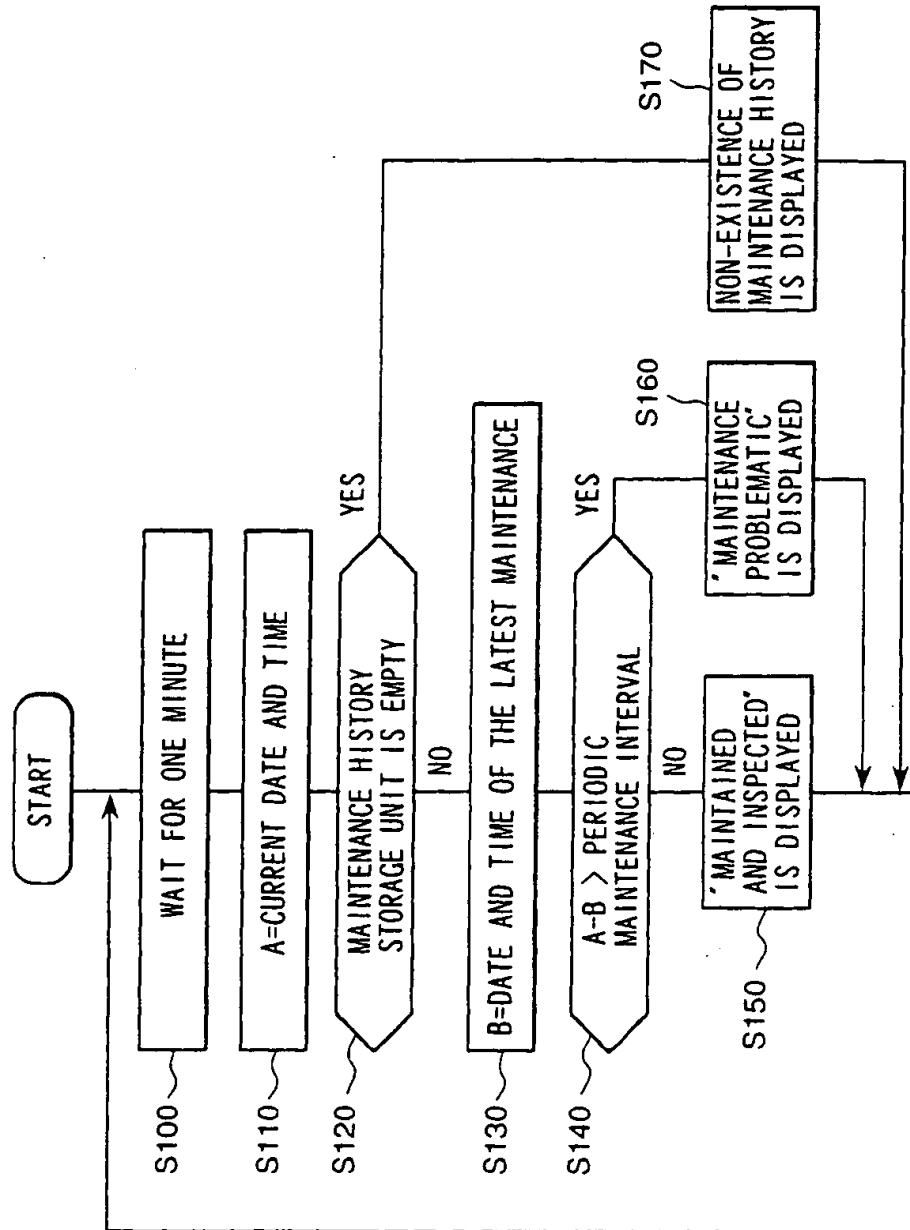 START
S100
WAIT FOR ONE MINUTE
S110
A=CURRENT DATE AND TIME
S120
MAINTENANCE HISTORY
STORAGE UNIT IS EMPTY
YES
NO
S130
B=DATE AND TIME OF THE LATEST MAINTENANCE
S140
A-B > PERIODIC
MAINTENANCE INTERVAL
YES
NO
S150
"MAINTAINED
AND INSPECTED"
IS DISPLAYED
S160
"MAINTENANCE
PROBLEMATIC"
IS DISPLAYED
S170
NON-EXISTENCE OF
MAINTENANCE HISTORY
IS DISPLAYED